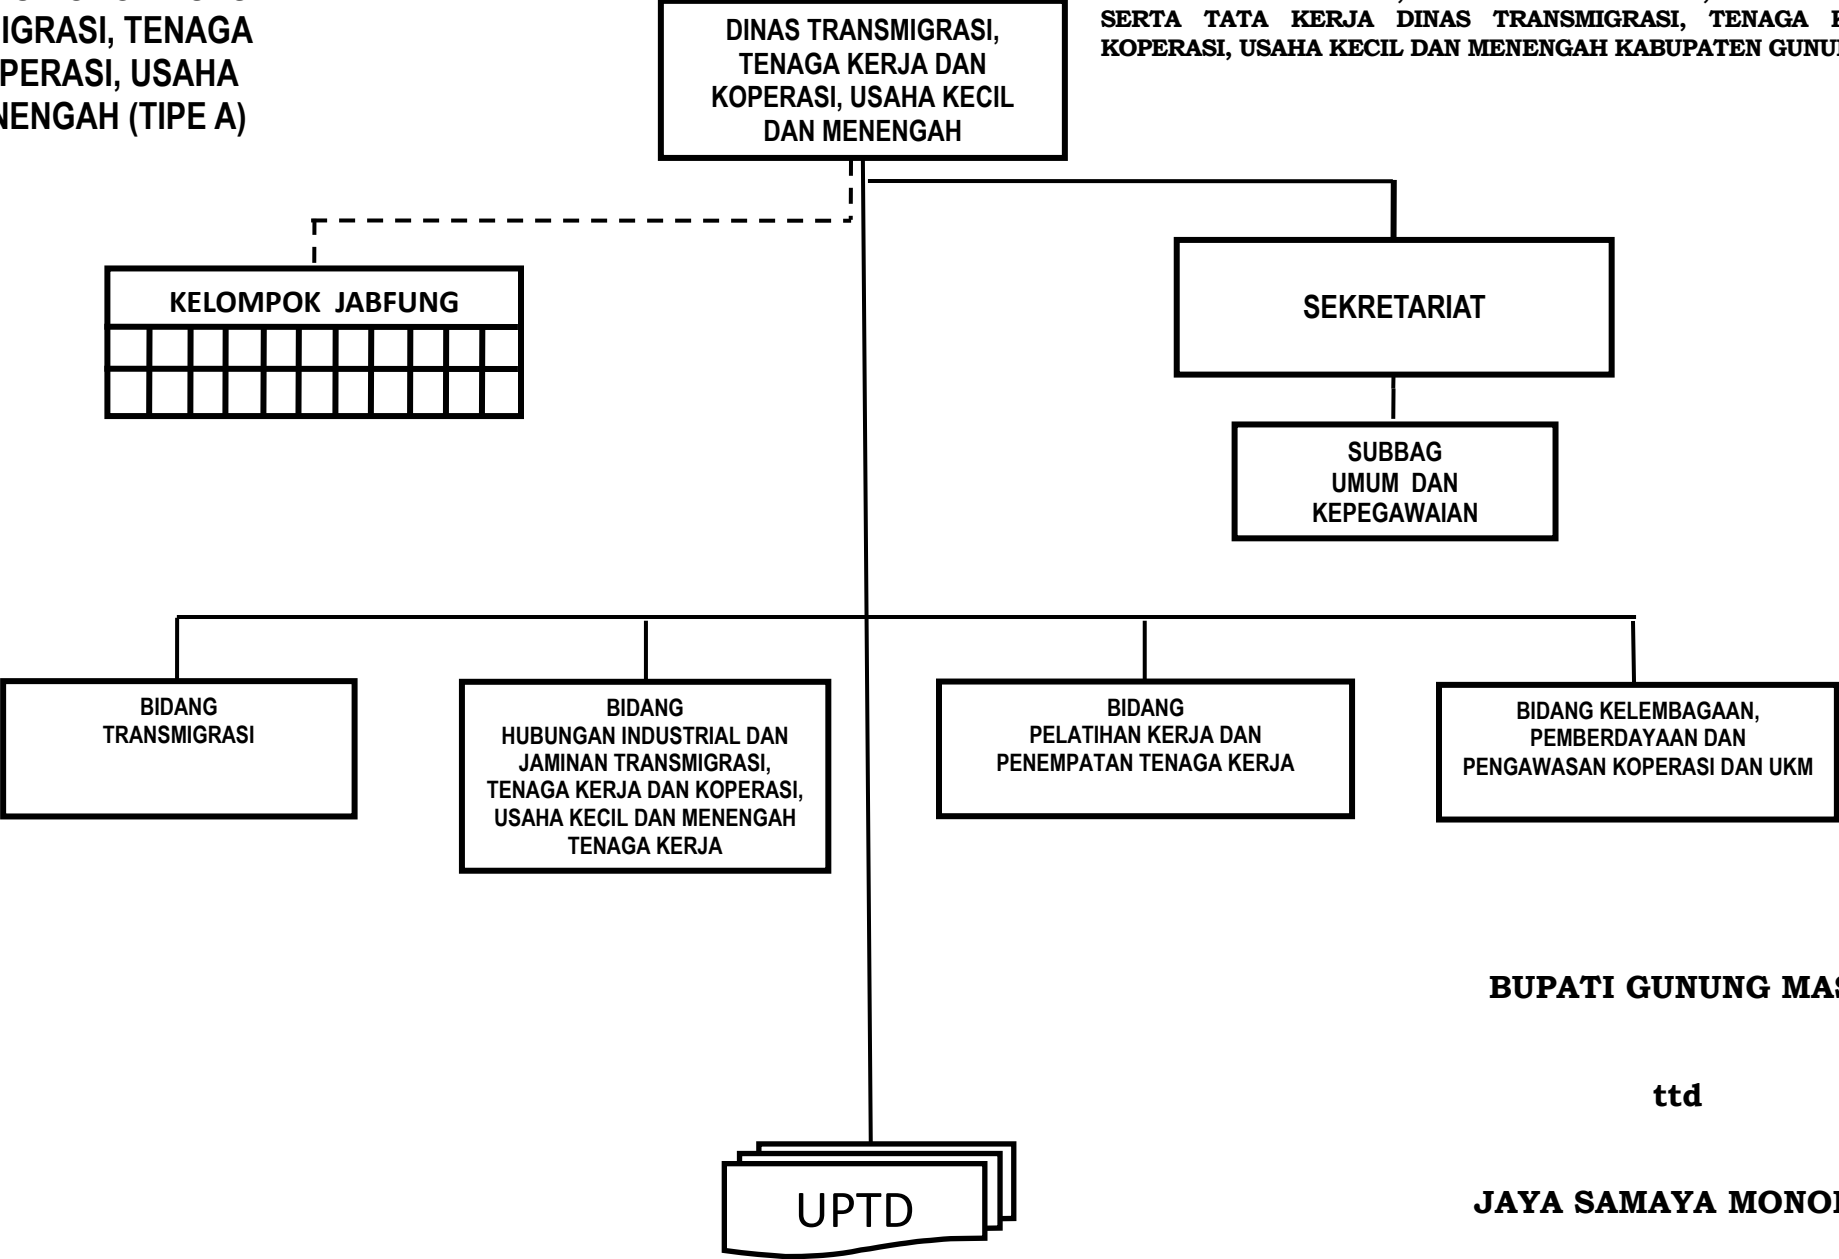 IGRASI, TENAGA
PERASI, USAHA
NENGAH (TIPE A)
DINAS TRANSMIGRASI,
TENAGA KERJA DAN
KOPERASI, USAHA KECIL
DAN MENENGAH
SERTA TATA KERJA DINAS TRANSMIGRASI, TENAGA
KOPERASI, USAHA KECIL DAN MENENGAH KABUPATEN
KELOMPOK JABFUNG
SEKRETARIAT
SUBBAG
UMUM DAN
KEPEGAWAIAN
BIDANG
TRANSMIGRASI
BIDANG
HUBUNGAN INDUSTRIAL DAN
JAMINAN TRANSMIGRASI,
TENAGA KERJA DAN KOPERASI,
USAHA KECIL DAN MENENGAH
TENAGA KERJA
BIDANG
PELATIHAN KERJA DAN
PENEMPATAN TENAGA KERJA
BIDANG KELEMBAGAAN,
PEMBERDAYAAN DAN
PENGAWASAN KOPERASI DAN UKM
BUPATI GUNUNG MAS
ttd
JAYA SAMAYA
UPTD